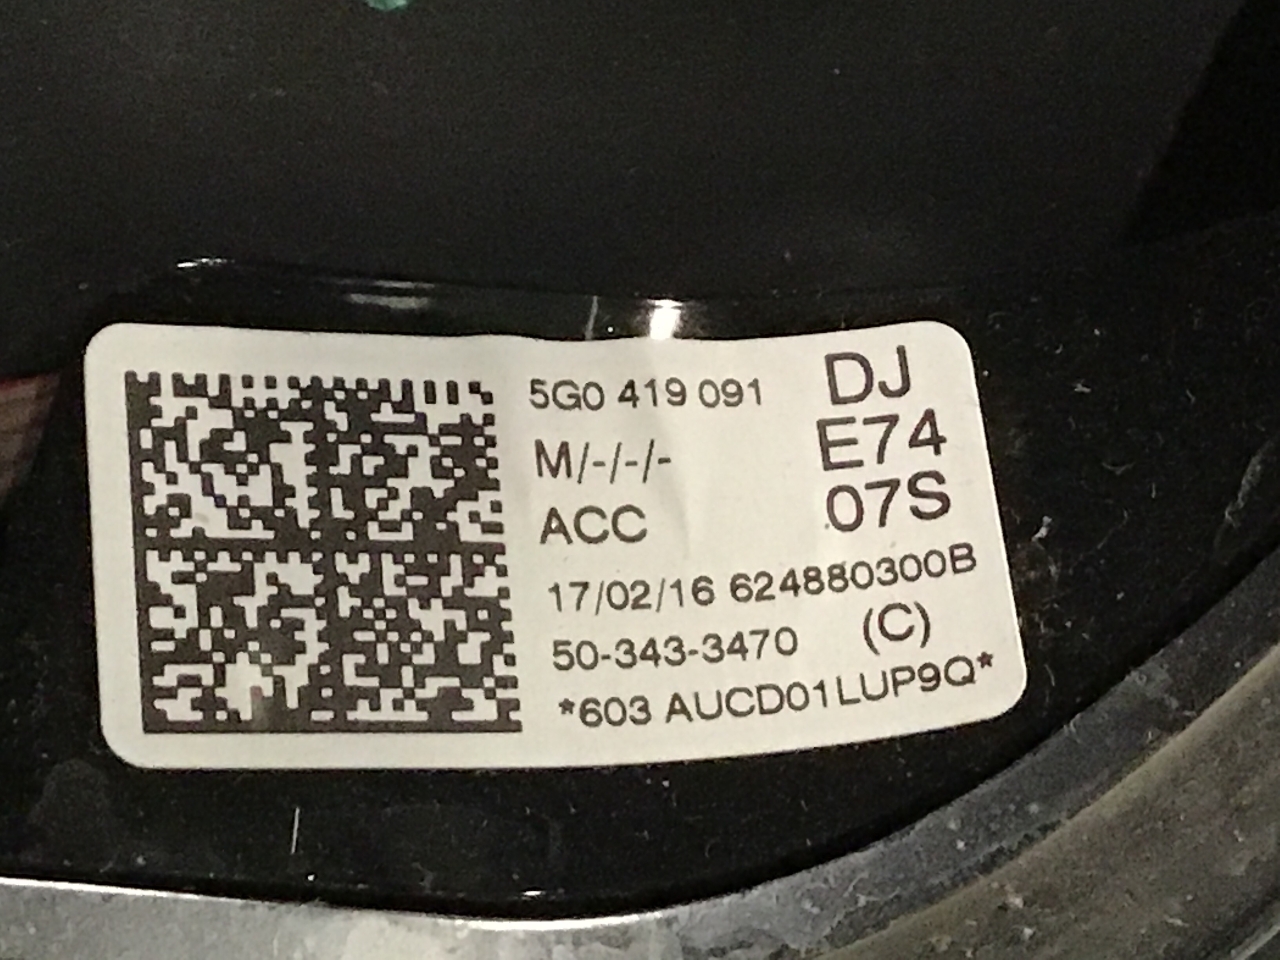 5G0 419 091 DJ
M/-/-/- E74
ACC 07S
17/02/16 624880300B
50-343-3470 (C)
*603 AUCD01LUP9Q*